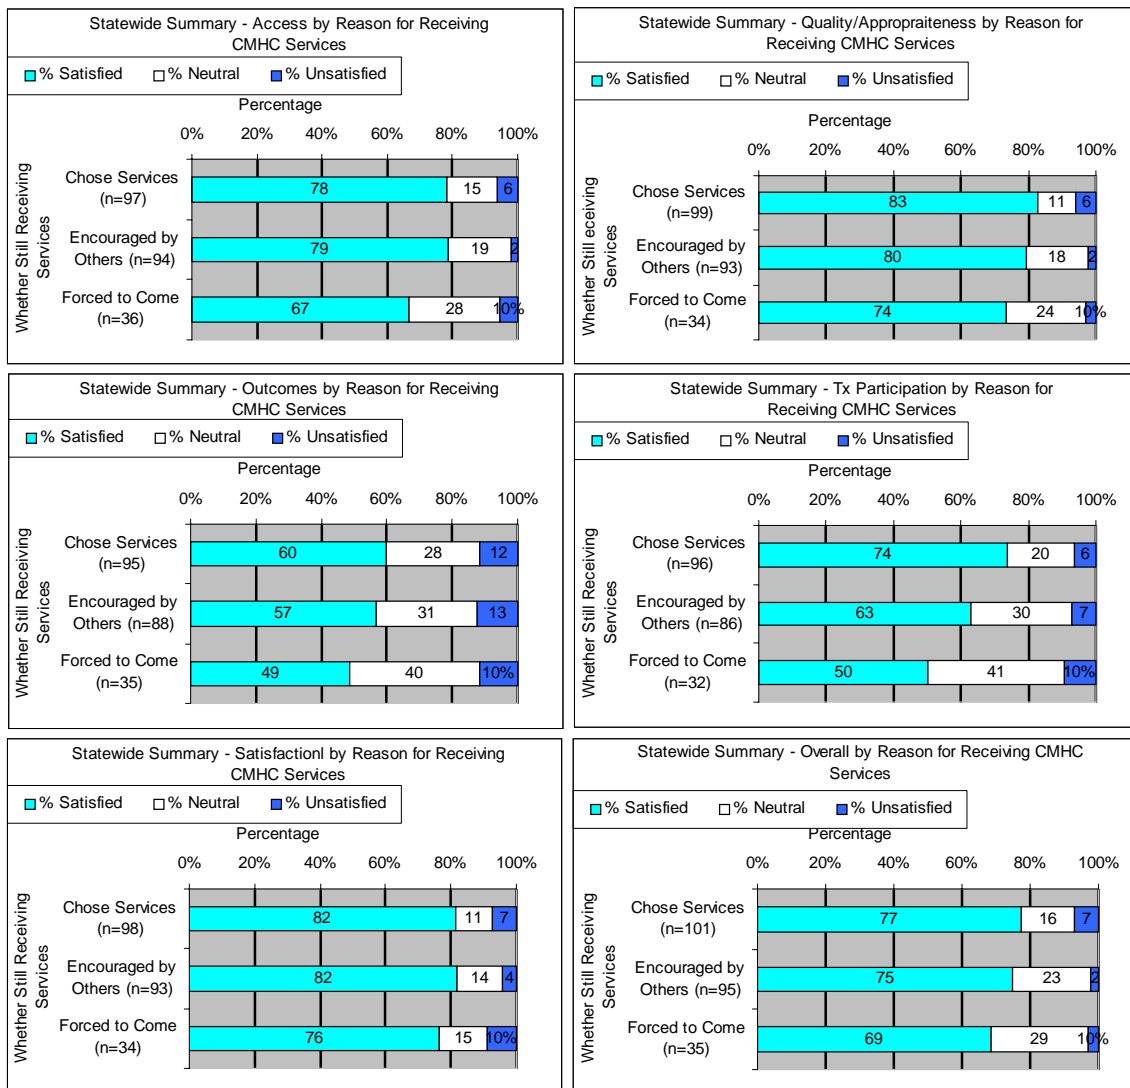 Statewide Summary - Access by Reason for Receiving
CMHC Services
% Satisfied % Neutral % Unsatisfied
Percentage
0% 20% 40% 60% 80% 100%
Whether Still Receiving
Services
Chose Services
(n=97)
78 15 6
Encouraged by
Others (n=94)
79 19 2
Forced to Come
(n=36)
67 28 10%
Statewide Summary - Quality/Appropraiteness by Reason for
Receiving CMHC Services
% Satisfied % Neutral % Unsatisfied
Percentage
0% 20% 40% 60% 80% 100%
Whether Still eceiving
Services
Chose Services
(n=99)
83 11 6
Encouraged by
Others (n=93)
80 18 2
Forced to Come
(n=34)
74 24 10%
Statewide Summary - Outcomes by Reason for Receiving
CMHC Services
% Satisfied % Neutral % Unsatisfied
Percentage
0% 20% 40% 60% 80% 100%
Whether Still Receiving
Services
Chose Services
(n=95)
60 28 12
Encouraged by
Others (n=88)
57 31 13
Forced to Come
(n=35)
49 40 10%
Statewide Summary - Tx Participation by Reason for
Receiving CMHC Services
% Satisfied % Neutral % Unsatisfied
Percentage
0% 20% 40% 60% 80% 100%
Whether Still Receiving
Services
Chose Services
(n=96)
74 20 6
Encouraged by
Others (n=86)
63 30 7
Forced to Come
(n=32)
50 41 10%
Statewide Summary - Satisfactionl by Reason for Receiving
CMHC Services
% Satisfied % Neutral % Unsatisfied
Percentage
0% 20% 40% 60% 80% 100%
Whether Still Receiving
Services
Chose Services
(n=98)
82 11 7
Encouraged by
Others (n=93)
82 14 4
Forced to Come
(n=34)
76 15 10%
Statewide Summary - Overall by Reason for Receiving CMHC
Services
% Satisfied % Neutral % Unsatisfied
Percentage
0% 20% 40% 60% 80% 100%
Whether Still Receiving
Services
Chose Services
(n=101)
77 16 7
Encouraged by
Others (n=95)
75 23 2
Forced to Come
(n=35)
69 29 10%